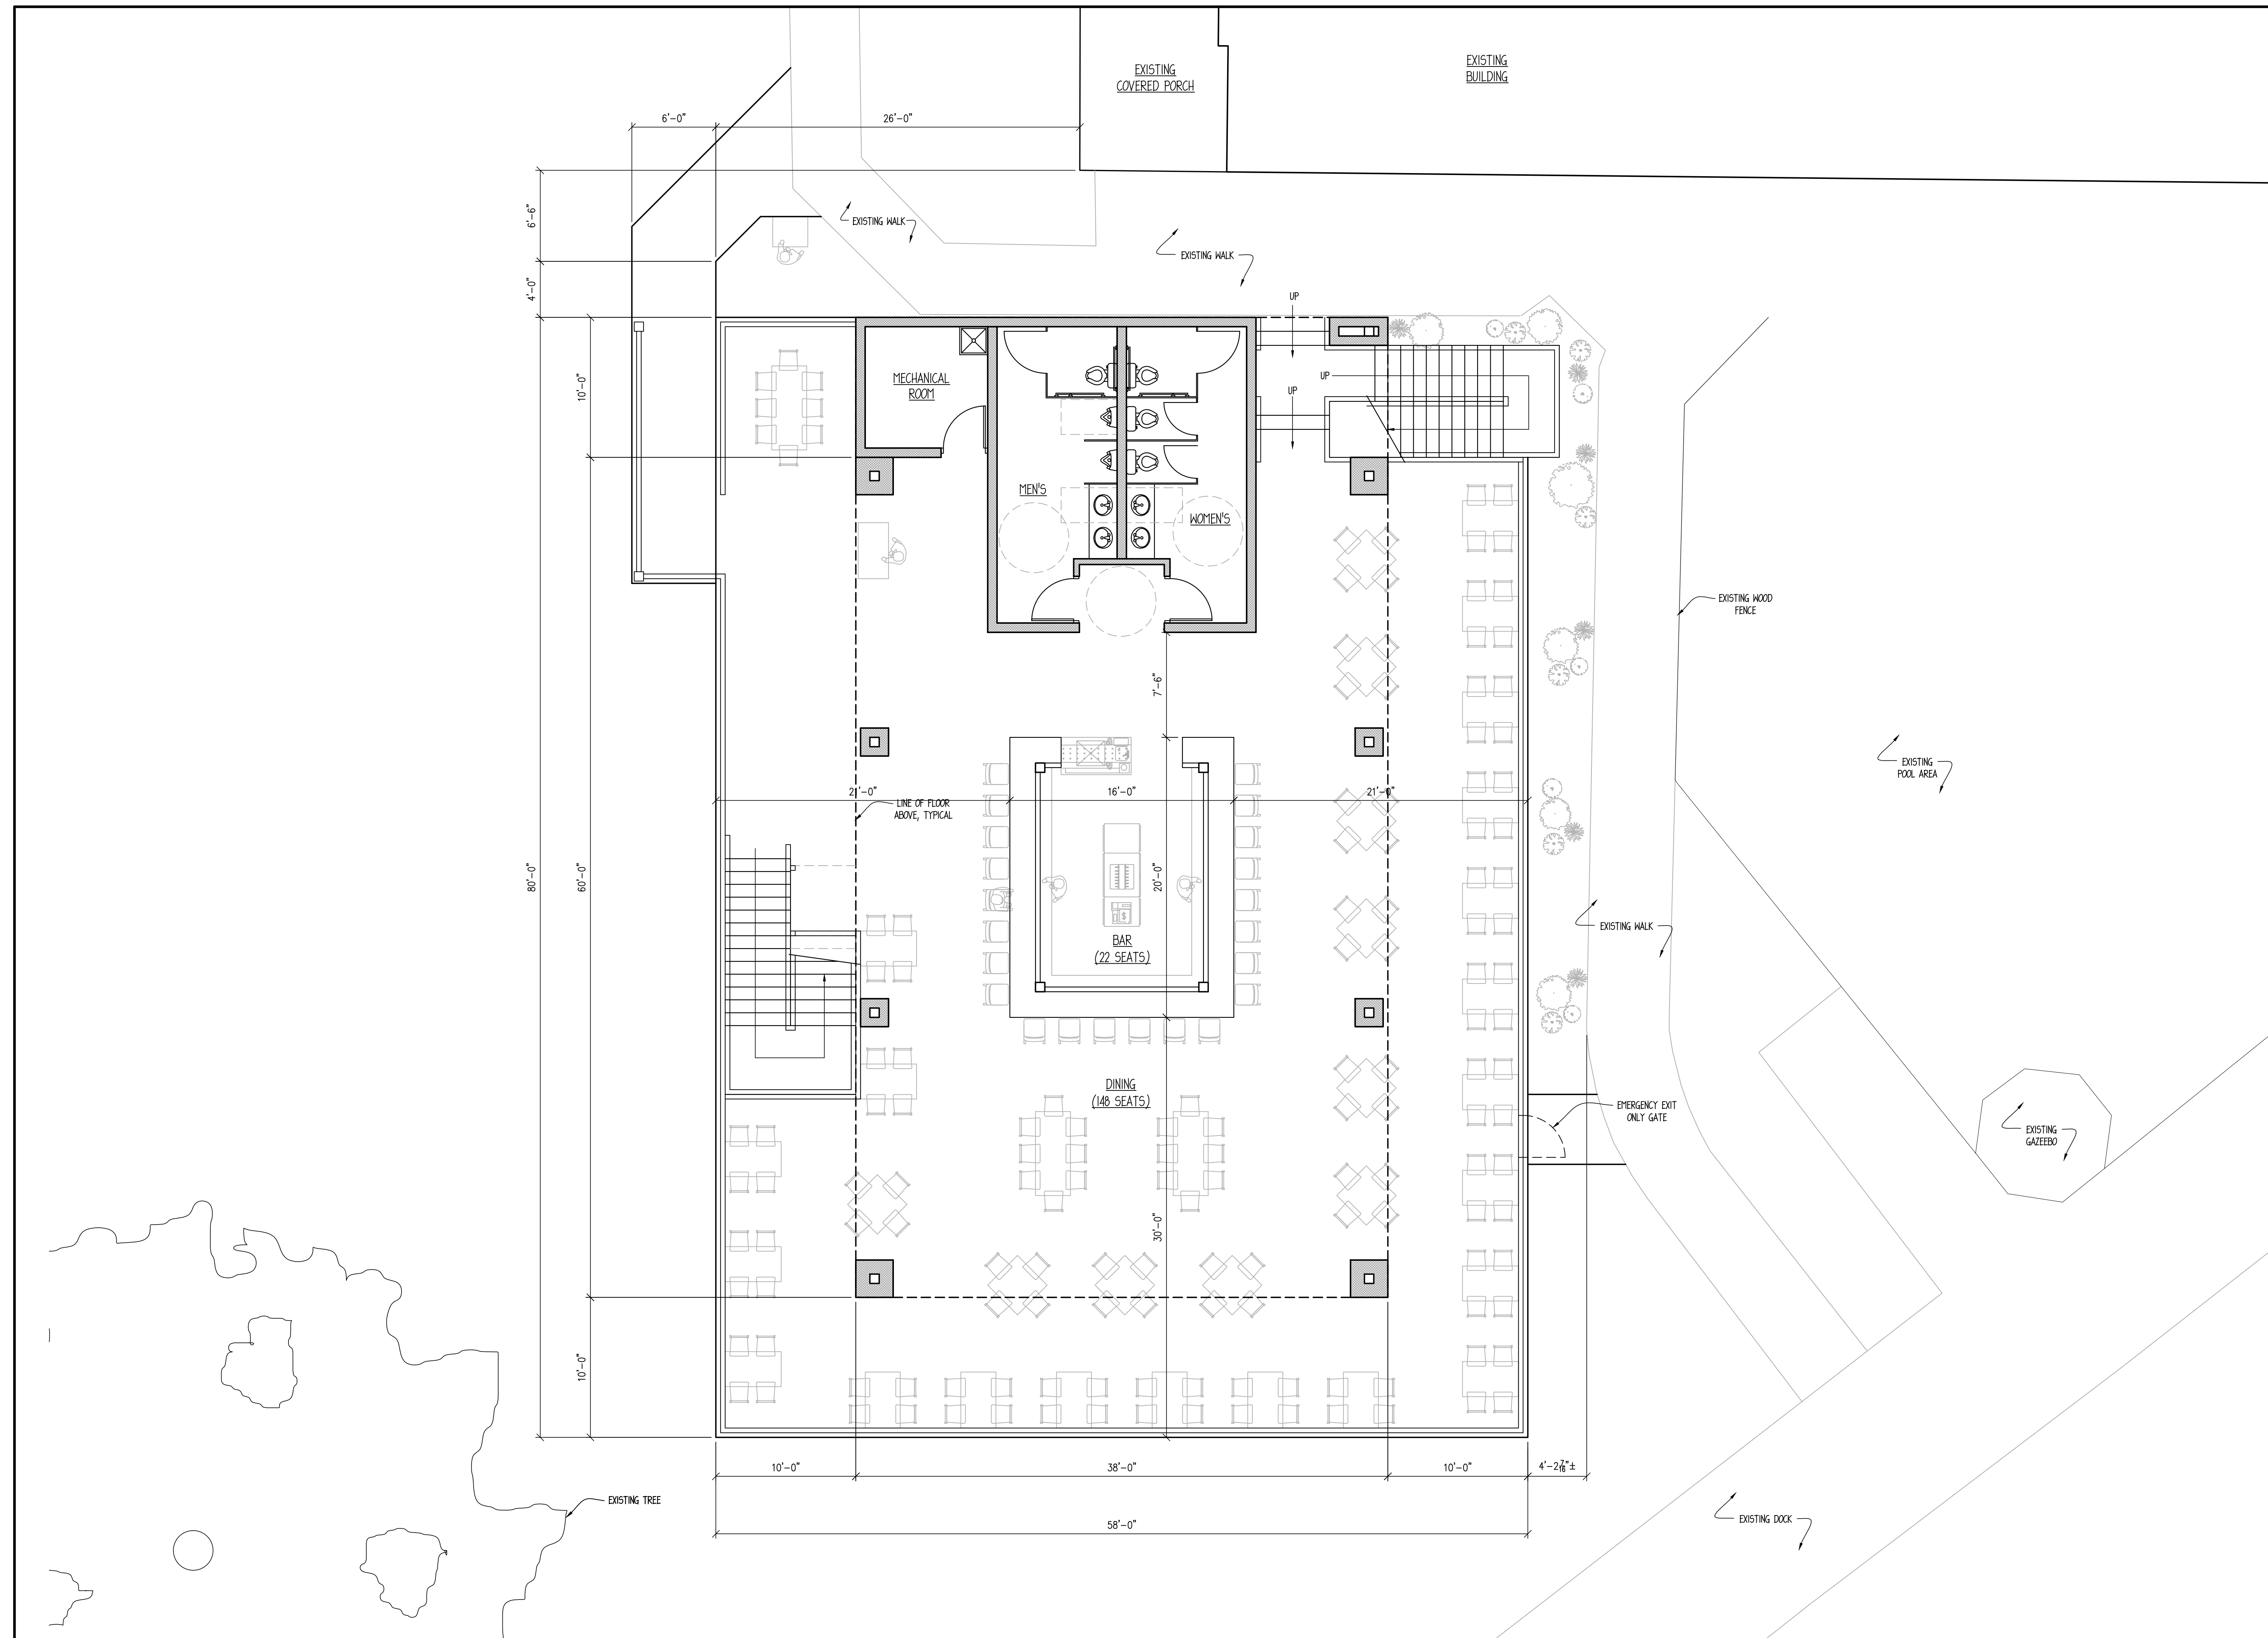 EXISTING
COVERED PORCH
EXISTING
BUILDING
6'-0"
26'-0"
6'-6"
EXISTING WALK
EXISTING WALK
4'-0"
UP
10'-0"
MECHANICAL
ROOM
UP
UP
MEN'S
WOMEN'S
EXISTING WOOD
FENCE
7'-6"
EXISTING
POOL AREA
21'-0"
16'-0"
21'-0"
LINE OF FLOOR
ABOVE, TYPICAL
80'-0"
60'-0"
20'-0"
$
BAR
(22 SEATS)
EXISTING WALK
DINING
(148 SEATS)
EMERGENCY EXIT
ONLY GATE
EXISTING
GAZEEBO
30'-0"
10'-0"
10'-0"
38'-0"
10'-0"
4'-2 7/16"±
EXISTING TREE
58'-0"
EXISTING DOCK